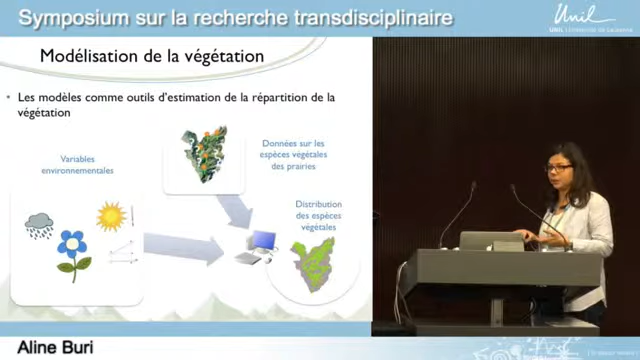 Symposium sur la recherche transdisciplinaire
Unil
UNIL | Université de Lausanne
Modélisation de la végétation
• Les modèles comme outils d'estimation de la répartition de la
végétation
Variables
environnementales
Données sur les
espèces végétales
des prairies
Distribution
des espèces
végétales
Aline Buri